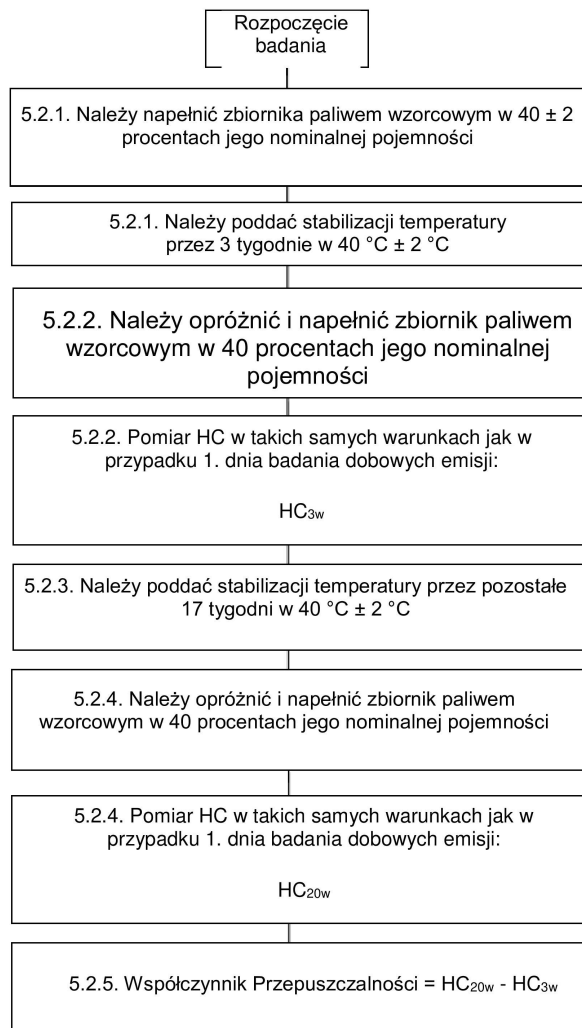 Rozpoczęcie
badania
5.2.1. Należy napełnić zbiornika paliwem wzorcowym w 40 ± 2
procentach jego nominalnej pojemności
5.2.1. Należy poddać stabilizacji temperatury
przez 3 tygodnie w 40 °C ± 2 °C
5.2.2. Należy opróżnić i napełnić zbiornik paliwem
wzorcowym w 40 procentach jego nominalnej
pojemności
5.2.2. Pomiar HC w takich samych warunkach jak w
przypadku 1. dnia badania dobowych emisji:
HC3w
5.2.3. Należy poddać stabilizacji temperatury przez pozostałe
17 tygodni w 40 °C ± 2 °C
5.2.4. Należy opróżnić i napełnić zbiornik paliwem
wzorcowym w 40 procentach jego nominalnej pojemności
5.2.4. Pomiar HC w takich samych warunkach jak w
przypadku 1. dnia badania dobowych emisji:
HC20w
5.2.5. Współczynnik Przepuszczalności = HC20w - HC3w